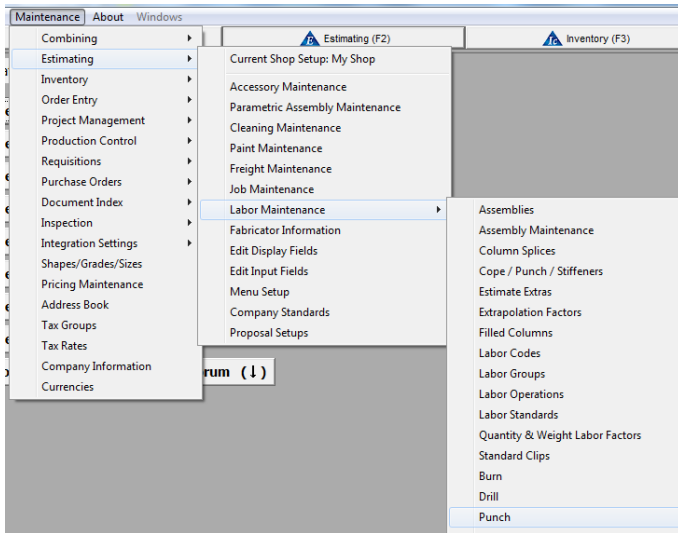 Maintenance About Windows
Estimating (F2)
Inventory (F3)
Combining
Estimating
Inventory
Order Entry
Project Management
Production Control
Requisitions
Purchase Orders
Document Index
Inspection
Integration Settings
Shapes/Grades/Sizes
Pricing Maintenance
Address Book
Tax Groups
Tax Rates
Company Information
Currencies
Current Shop Setup: My Shop
Accessory Maintenance
Parametric Assembly Maintenance
Cleaning Maintenance
Paint Maintenance
Freight Maintenance
Job Maintenance
Labor Maintenance
Fabricator Information
Edit Display Fields
Edit Input Fields
Menu Setup
Company Standards
Proposal Setups
rum (↓)
Assemblies
Assembly Maintenance
Column Splices
Cope / Punch / Stiffeners
Estimate Extras
Extrapolation Factors
Filled Columns
Labor Codes
Labor Groups
Labor Operations
Labor Standards
Quantity & Weight Labor Factors
Standard Clips
Burn
Drill
Punch